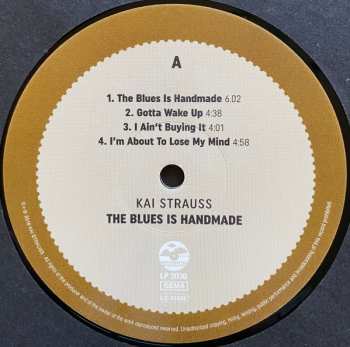 A
1. The Blues Is Handmade 6.02
2. Gotta Wake Up 4:38
3. I Ain't Buying It 4:01
4. I'm About To Lose My Mind 4:58
KAI STRAUSS
THE BLUES IS HANDMADE
GEMA